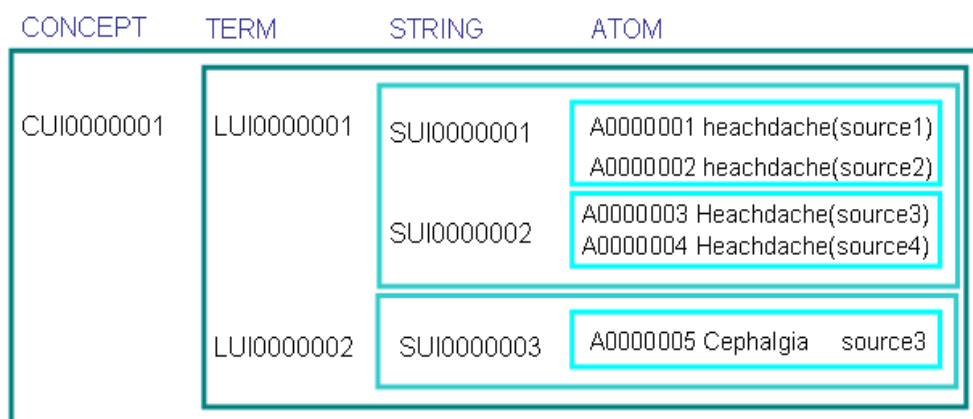 CONCEPT TERM STRING ATOM
CUI0000001 LUI0000001 SUI0000001 A0000001 heachdache(source1)
A0000002 heachdache(source2)
SUI0000002 A0000003 Heachdache(source3)
A0000004 Heachdache(source4)
LUI0000002 SUI0000003 A0000005 Cephalgia source3